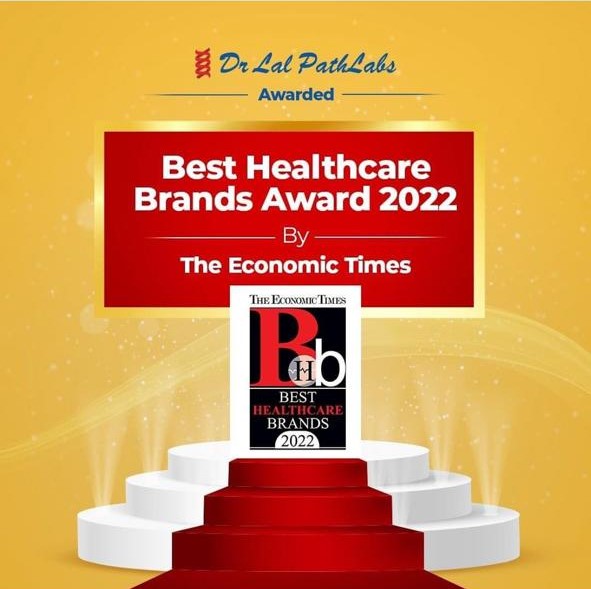 Dr Lal PathLabs
Awarded
Best Healthcare
Brands Award 2022
By
The Economic Times
THE ECONOMIC TIMES
B H b
BEST
HEALTHCARE
BRANDS
2022